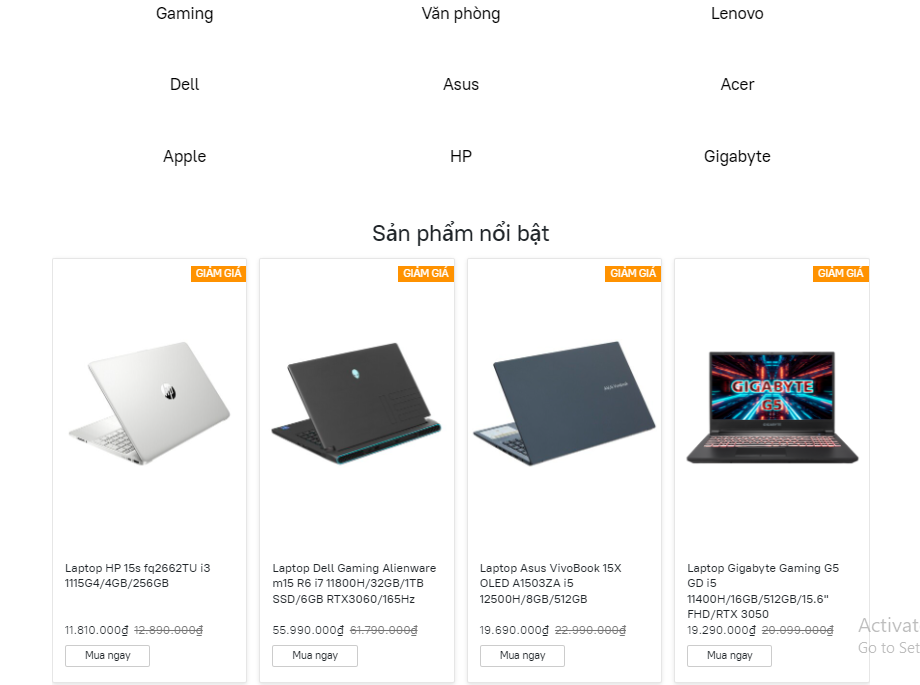 Gaming
Văn phòng
Lenovo
Dell
Asus
Acer
Apple
HP
Gigabyte
Sản phẩm nổi bật
GIẢM GIÁ
GIẢM GIÁ
GIẢM GIÁ
GIẢM GIÁ
GIGABYTE
G5
GIGABYTE
Laptop HP 15s fq2662TU i3
1115G4/4GB/256GB
11.810.000₫ 12.890.000₫
Mua ngay
Laptop Dell Gaming Alienware
m15 R6 i7 11800H/32GB/1TB
SSD/6GB RTX3060/165Hz
55.990.000₫ 61.790.000₫
Mua ngay
Laptop Asus VivoBook 15X
OLED A1503ZA i5
12500H/8GB/512GB
19.690.000₫ 22.990.000₫
Mua ngay
Laptop Gigabyte Gaming G5
GD i5
11400H/16GB/512GB/15.6"
FHD/RTX 3050
19.290.000₫ 20.099.000₫
Mua ngay
Activat
Go to Set